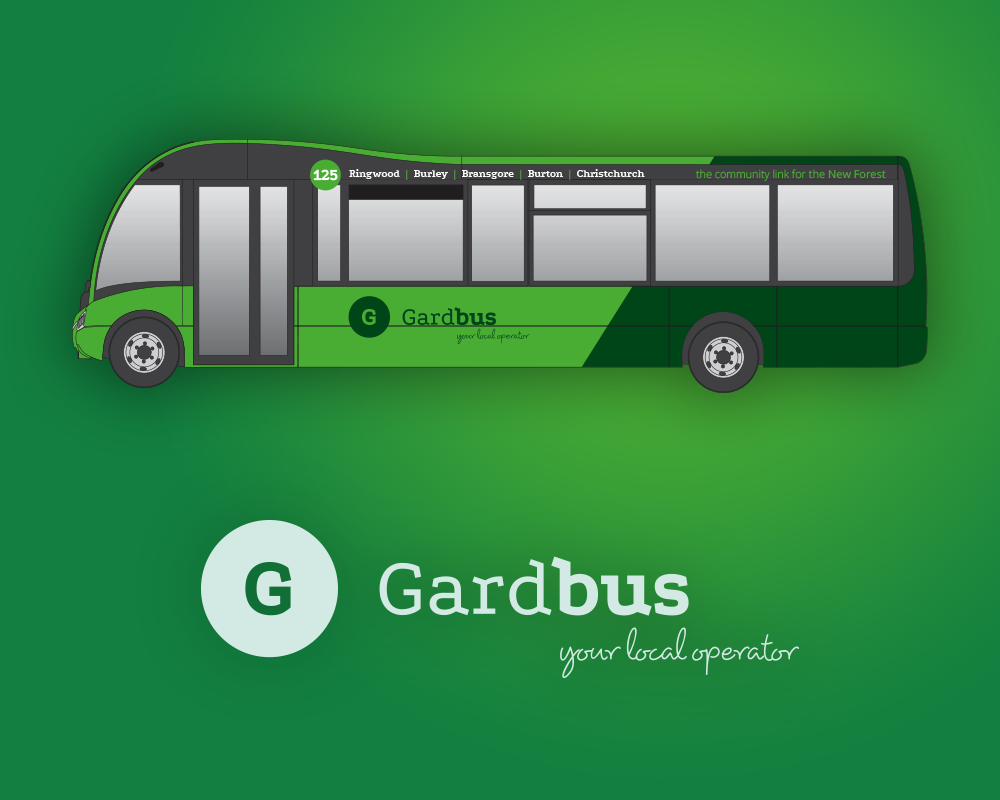 125 Ringwood | Burley | Bransgore | Burton | Christchurch the community link for the New Forest
G Gardbus
your local operator
G Gardbus
your local operator